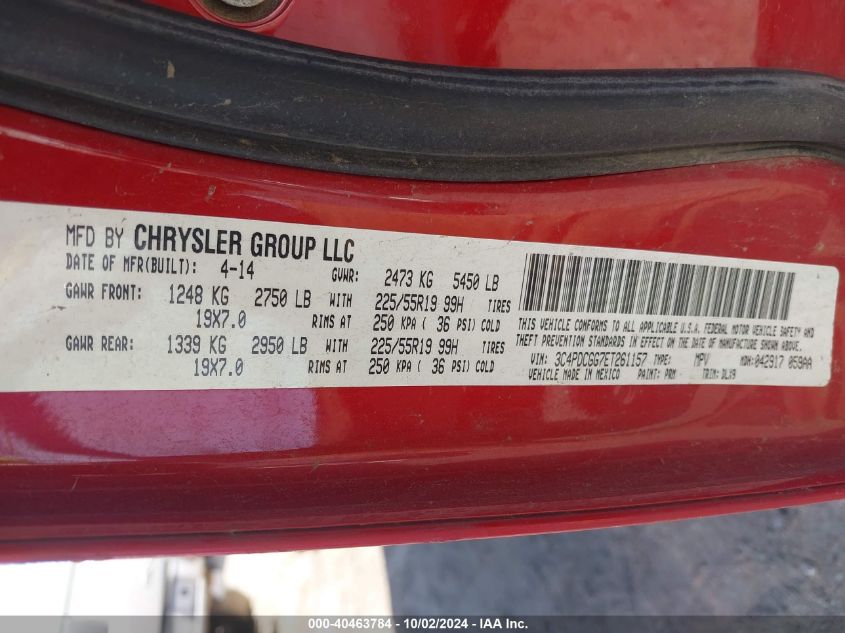 MFD BY CHRYSLER GROUP LLC
DATE OF MFR(BUILT): 4-14 GVWR: 2473 KG 5450 LB
GAWR FRONT: 1248 KG 2750 LB WITH 225/55R19 99H TIRES
19X7.0 RIMS AT 250 KPA ( 36 PSI) COLD
GAWR REAR: 1339 KG 2950 LB WITH 225/55R19 99H TIRES
19X7.0 RIMS AT 250 KPA ( 36 PSI) COLD
THIS VEHICLE CONFORMS TO ALL APPLICABLE U.S.A. FEDERAL MOTOR VEHICLE SAFETY AND
THEFT PREVENTION STANDARDS IN EFFECT ON THE DATE OF MANUFACTURE SHOWN ABOVE.
VIN: 3C4PDCGG7ET261157 TYPE: MPV MDH:042917 059AA
VEHICLE MADE IN MEXICO PAINT: PRM TRIM: DLX9
000-40463784 - 10/02/2024 - IAA Inc.